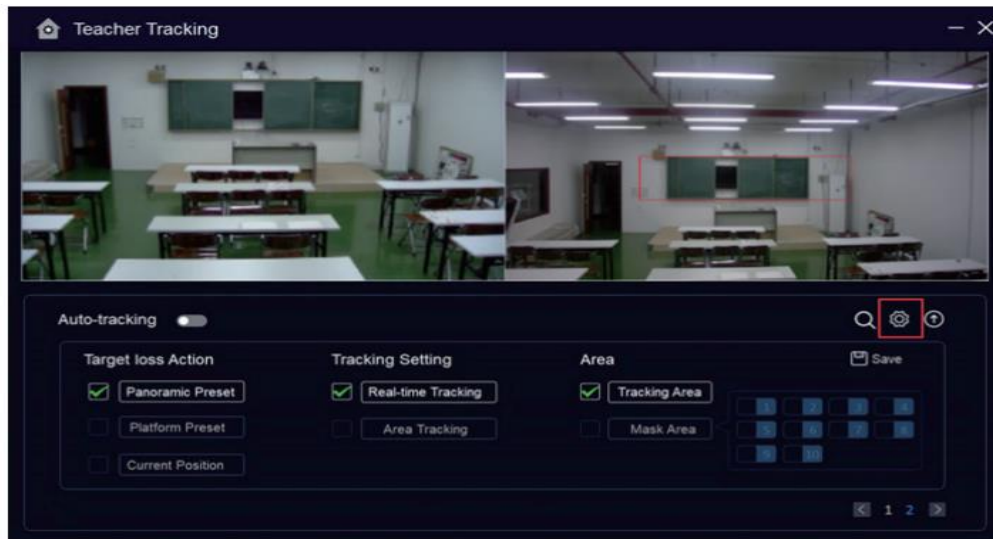 Teacher Tracking
Auto-tracking
Target loss Action
Tracking Setting
Area
Save
Panoramic Preset
Real-time Tracking
Tracking Area
Platform Preset
Area Tracking
Mask Area
Current Position
1 2 3 4
5 6 7 8
9 10
1 2